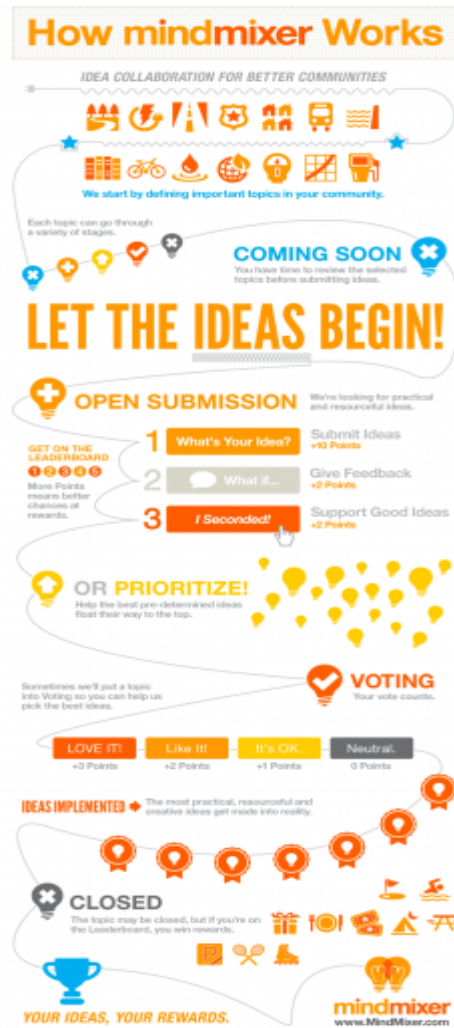 How mindmixer Works
IDEA COLLABORATION FOR BETTER COMMUNITIES
We start by defining important topics in your community.
Each topic can go through
a variety of stages.
COMING SOON
You have time to review the selected
topics before submitting ideas.
LET THE IDEAS BEGIN!
OPEN SUBMISSION
We're looking for practical
and resourceful ideas.
GET ON THE
LEADERBOARD
1 2 3 4 5
More Points
means better
chances at
rewards.
1 What's Your Idea?
Submit Ideas
+10 Points
2 What if...
Give Feedback
+2 Points
3 I Seconded!
Support Good Ideas
+2 Points
OR PRIORITIZE!
Help the best pre-determined ideas
float their way to the top.
VOTING
Your vote counts.
Sometimes we'll put a topic
into Voting so you can help us
pick the best ideas.
LOVE IT!
+3 Points
Like It!
+2 Points
It's OK.
+1 Points
Neutral.
0 Points
IDEAS IMPLEMENTED
The most practical, resourceful and
creative ideas get made into reality.
CLOSED
The topic may be closed, but if you're on
the Leaderboard, you win rewards.
P
YOUR IDEAS, YOUR REWARDS.
mindmixer
www.MindMixer.com